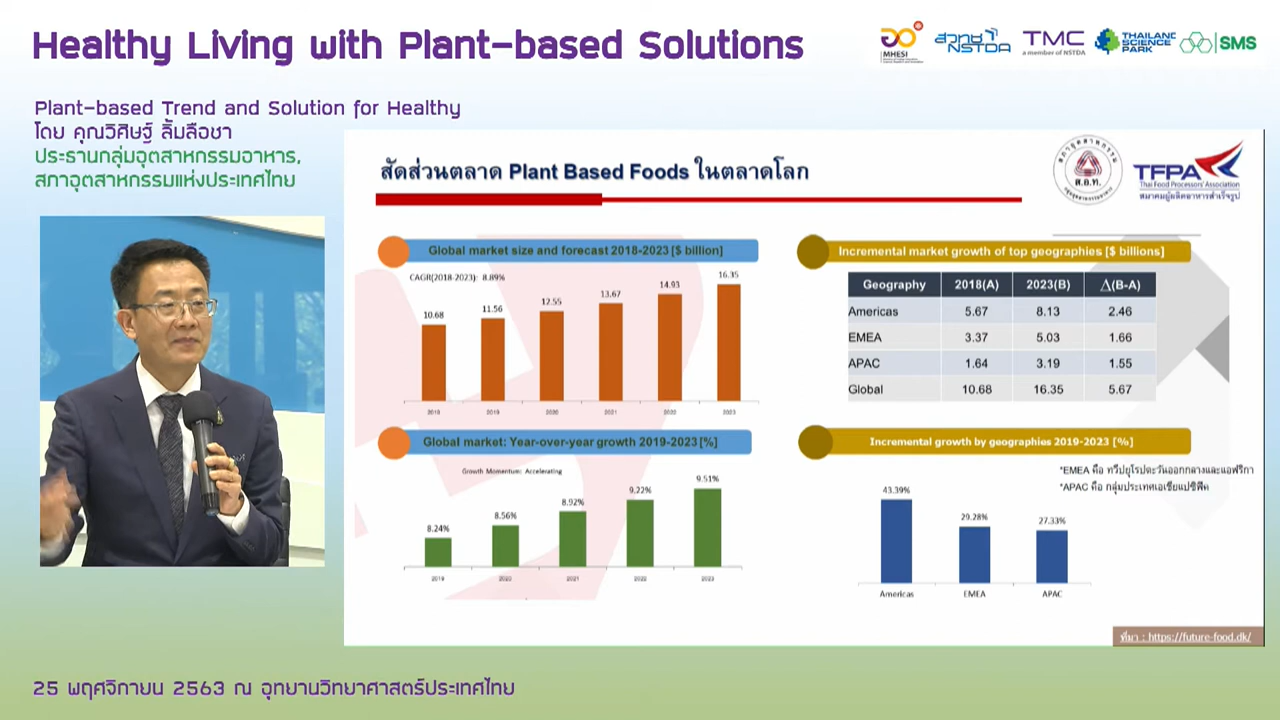 Healthy Living with Plant-based Solutions
MHESI
สวทช
NSTDA
TMC
a member of NSTDA
THAILAND
SCIENCE
PARK
SMS
Plant-based Trend and Solution for Healthy
โดย คุณวิศิษฐ์ ลิ้มลือชา
ประธานกลุ่มอุตสาหกรรมอาหาร,
สภาอุตสาหกรรมแห่งประเทศไทย
สัดส่วนตลาด Plant Based Foods ในตลาดโลก
ส.อ.ท.
TFPA
Thai Food Processors' Association
สมาคมผู้ผลิตอาหารสำเร็จรูป
Global market size and forecast 2018-2023 [$ billion]
CAGR(2018-2023): 8.89%
10.68 11.56 12.55 13.67 14.93 16.35
2018 2019 2020 2021 2022 2023
Incremental market growth of top geographies [$ billions]
Geography 2018(A) 2023(B) Δ(B-A)
Americas 5.67 8.13 2.46
EMEA 3.37 5.03 1.66
APAC 1.64 3.19 1.55
Global 10.68 16.35 5.67
Global market: Year-over-year growth 2019-2023 [%]
Growth Momentum: Accelerating
8.24% 8.56% 8.92% 9.22% 9.51%
2019 2020 2021 2022 2023
Incremental growth by geographies 2019-2023 [%]
*EMEA คือ ทวีปยุโรปตะวันออกกลางและแอฟริกา
*APAC คือ กลุ่มประเทศเอเชียแปซิฟิค
43.39% 29.28% 27.33%
Americas EMEA APAC
ที่มา : https://future-food.dk/
25 พฤศจิกายน 2563 ณ อุทยานวิทยาศาสตร์ประเทศไทย